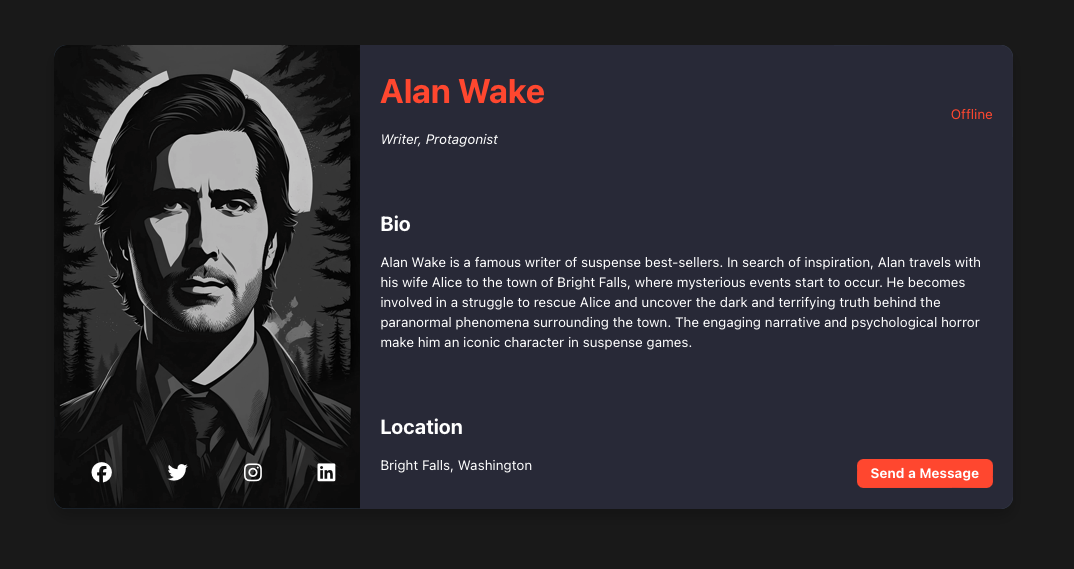 Alan Wake
Offline
Writer, Protagonist
Bio
Alan Wake is a famous writer of suspense best-sellers. In search of inspiration, Alan travels with
his wife Alice to the town of Bright Falls, where mysterious events start to occur. He becomes
involved in a struggle to rescue Alice and uncover the dark and terrifying truth behind the
paranormal phenomena surrounding the town. The engaging narrative and psychological horror
make him an iconic character in suspense games.
Location
Bright Falls, Washington
Send a Message